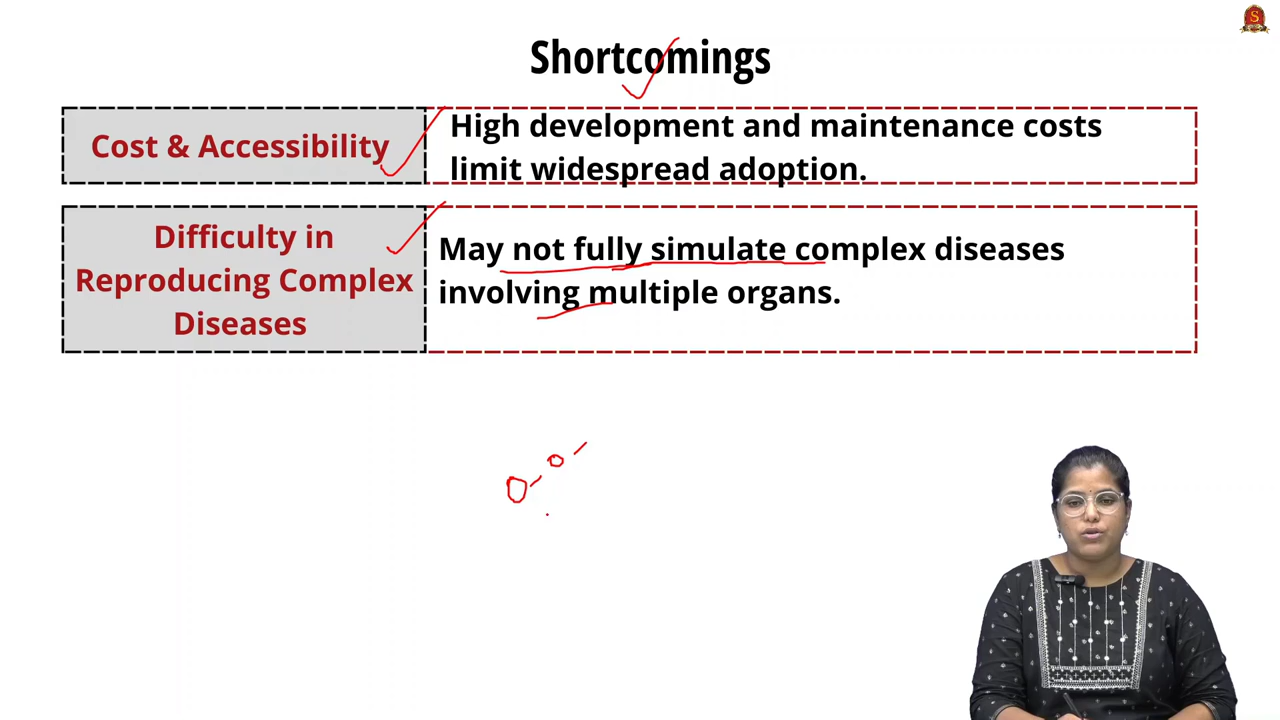 Shortcomings
Cost & Accessibility
High development and maintenance costs
limit widespread adoption.
Difficulty in
Reproducing Complex
Diseases
May not fully simulate complex diseases
involving multiple organs.